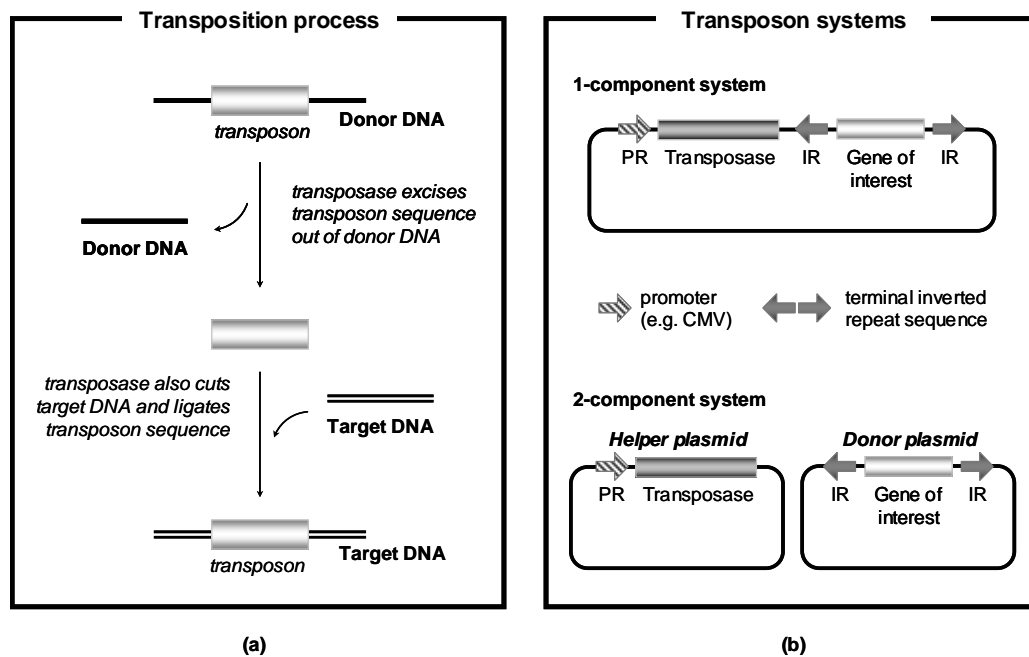 Transposition process
transposon
Donor DNA
transposase excises
transposon sequence
out of donor DNA
Donor DNA
transposase also cuts
target DNA and ligates
transposon sequence
Target DNA
transposon
Target DNA
(a)
Transposon systems
1-component system
PR
Transposase
IR
Gene of
interest
IR
promoter
(e.g. CMV)
terminal inverted
repeat sequence
2-component system
Helper plasmid
PR
Transposase
Donor plasmid
IR
Gene of
interest
IR
(b)